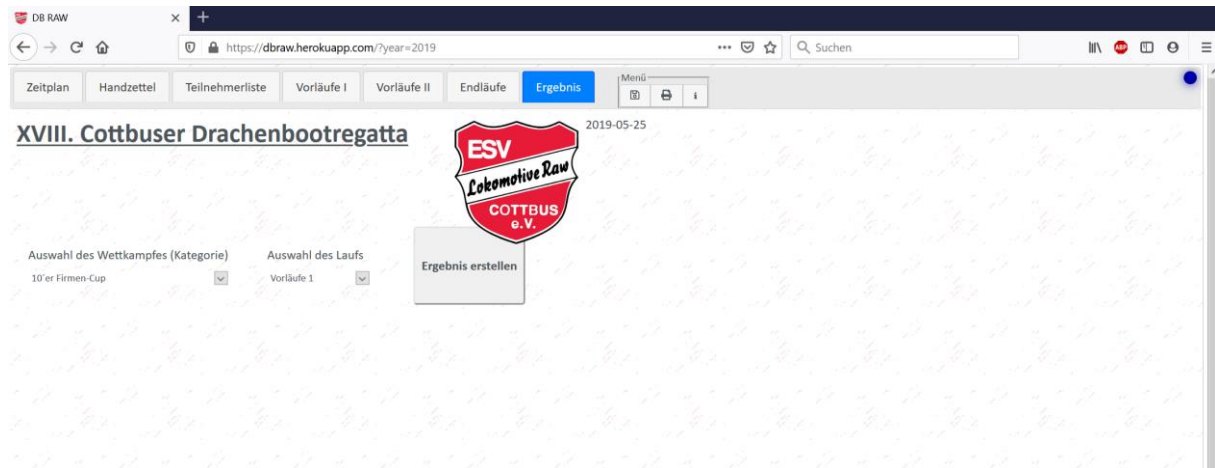 DB RAW
https://dbraw.herokuapp.com/?year=2019
Suchen
ABP
Zeitplan
Handzettel
Teilnehmerliste
Vorläufe I
Vorläufe II
Endläufe
Ergebnis
Menü
i
XVIII. Cottbuser Drachenbootregatta
2019-05-25
ESV
Lokomotive Raw
COTTBUS
e.V.
Auswahl des Wettkampfes (Kategorie)
Auswahl des Laufs
10´er Firmen-Cup
Vorläufe 1
Ergebnis erstellen